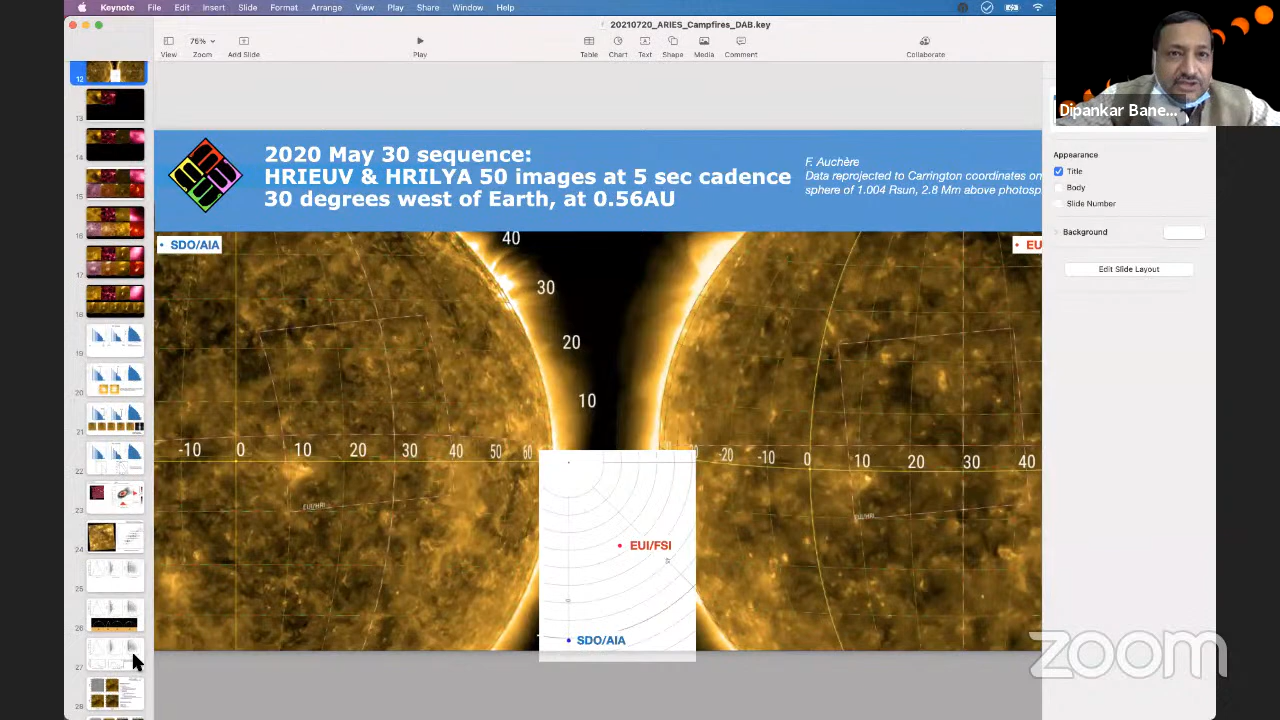 Keynote File Edit Insert Slide Format Arrange View Play Share Window Help
20210720_ARIES_Campfires_DAB.key
View 76% Zoom Add Slide Play Table Chart Text Shape Media Comment Collaborate
Dipankar Bane...
12
13
14
15
16
17
18
19
20
21
22
23
24
25
26
27
28
2020 May 30 sequence:
HRIEUV & HRILYA 50 images at 5 sec cadence
30 degrees west of Earth, at 0.56AU
F. Auchère
Data reprojected to Carrington coordinates on
sphere of 1.004 Rsun, 2.8 Mm above photosp
• SDO/AIA
• EU
40
30
20
10
-10 0 10 20 30 40 50 60
-20 -10 0 10 20 30 40
EUI/HRI
EUI/HRI
EUI/FSI
SDO/AIA
Appearance
Title
Body
Slide Number
Background
Edit Slide Layout
zoom